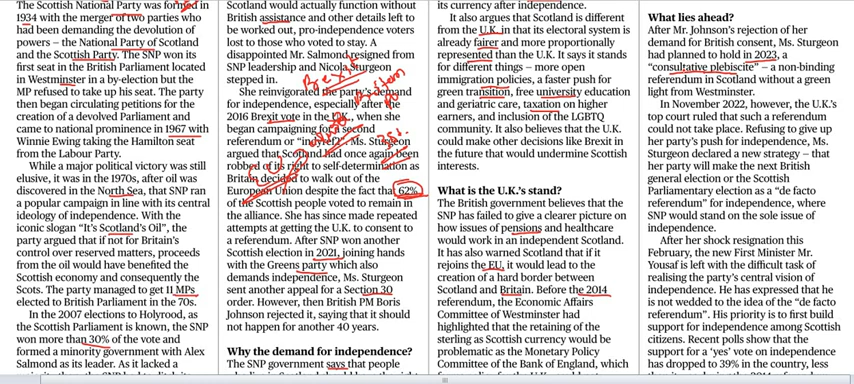 The Scottish National Party was formed in
1934 with the merger of two parties who
had been demanding the devolution of
powers – the National Party of Scotland
and the Scottish Party. The SNP won its
first seat in the British Parliament located
in Westminster in a by-election but the
MP refused to take up his seat. The party
then began circulating petitions for the
creation of a devolved Parliament and
came to national prominence in 1967 with
Winnie Ewing taking the Hamilton seat
from the Labour Party.
While a major political victory was still
elusive, it was in the 1970s, after oil was
discovered in the North Sea, that SNP ran
a popular campaign in line with its central
ideology of independence. With the
iconic slogan "It's Scotland's Oil", the
party argued that if not for Britain's
control over reserved matters, proceeds
from the oil would have benefited the
Scottish economy and consequently the
Scots. The party managed to get 11 MPs
elected to British Parliament in the 70s.
In the 2007 elections to Holyrood, as
the Scottish Parliament is known, the SNP
won more than 30% of the vote and
formed a minority government with Alex
Salmond as its leader. As it lacked a
Scotland would actually function without
British assistance and other details left to
be worked out, pro-independence voters
lost to those who voted to stay. A
disappointed Mr. Salmond resigned from
SNP leadership and Nicola Sturgeon
stepped in.
She reinvigorated the party's demand
for independence, especially after the
2016 Brexit vote in the U.K., when she
began campaigning for a second
referendum or "indyref2". Ms. Sturgeon
argued that Scotland had once again been
robbed of its right to self-determination as
Britain decided to walk out of the
European Union despite the fact that 62%
of the Scottish people voted to remain in
the alliance. She has since made repeated
attempts at getting the U.K. to consent to
a referendum. After SNP won another
Scottish election in 2021, joining hands
with the Greens party which also
demands independence, Ms. Sturgeon
sent another appeal for a Section 30
order. However, then British PM Boris
Johnson rejected it, saying that it should
not happen for another 40 years.
Why the demand for independence?
The SNP government says that people
Brexit
its currency after independence.
It also argues that Scotland is different
from the U.K. in that its electoral system is
already fairer and more proportionally
represented than the U.K. It says it stands
for different things – more open
immigration policies, a faster push for
green transition, free university education
and geriatric care, taxation on higher
earners, and inclusion of the LGBTQ
community. It also believes that the U.K.
could make other decisions like Brexit in
the future that would undermine Scottish
interests.
What is the U.K.'s stand?
The British government believes that the
SNP has failed to give a clearer picture on
how issues of pensions and healthcare
would work in an independent Scotland.
It has also warned Scotland that if it
rejoins the EU, it would lead to the
creation of a hard border between
Scotland and Britain. Before the 2014
referendum, the Economic Affairs
Committee of Westminster had
highlighted that the retaining of the
sterling as Scottish currency would be
problematic as the Monetary Policy
Committee of the Bank of England, which
What lies ahead?
After Mr. Johnson's rejection of her
demand for British consent, Ms. Sturgeon
had planned to hold in 2023, a
"consultative plebiscite" – a non-binding
referendum in Scotland without a green
light from Westminster.
In November 2022, however, the U.K.'s
top court ruled that such a referendum
could not take place. Refusing to give up
her party's push for independence, Ms.
Sturgeon declared a new strategy – that
her party will make the next British
general election or the Scottish
Parliamentary election as a "de facto
referendum" for independence, where
SNP would stand on the sole issue of
independence.
After her shock resignation this
February, the new First Minister Mr.
Yousaf is left with the difficult task of
realising the party's central vision of
independence. He has expressed that he
is not wedded to the idea of the "de facto
referendum". His priority is to first build
support for independence among Scottish
citizens. Recent polls show that the
support for a 'yes' vote on independence
has dropped to 39% in the country, less